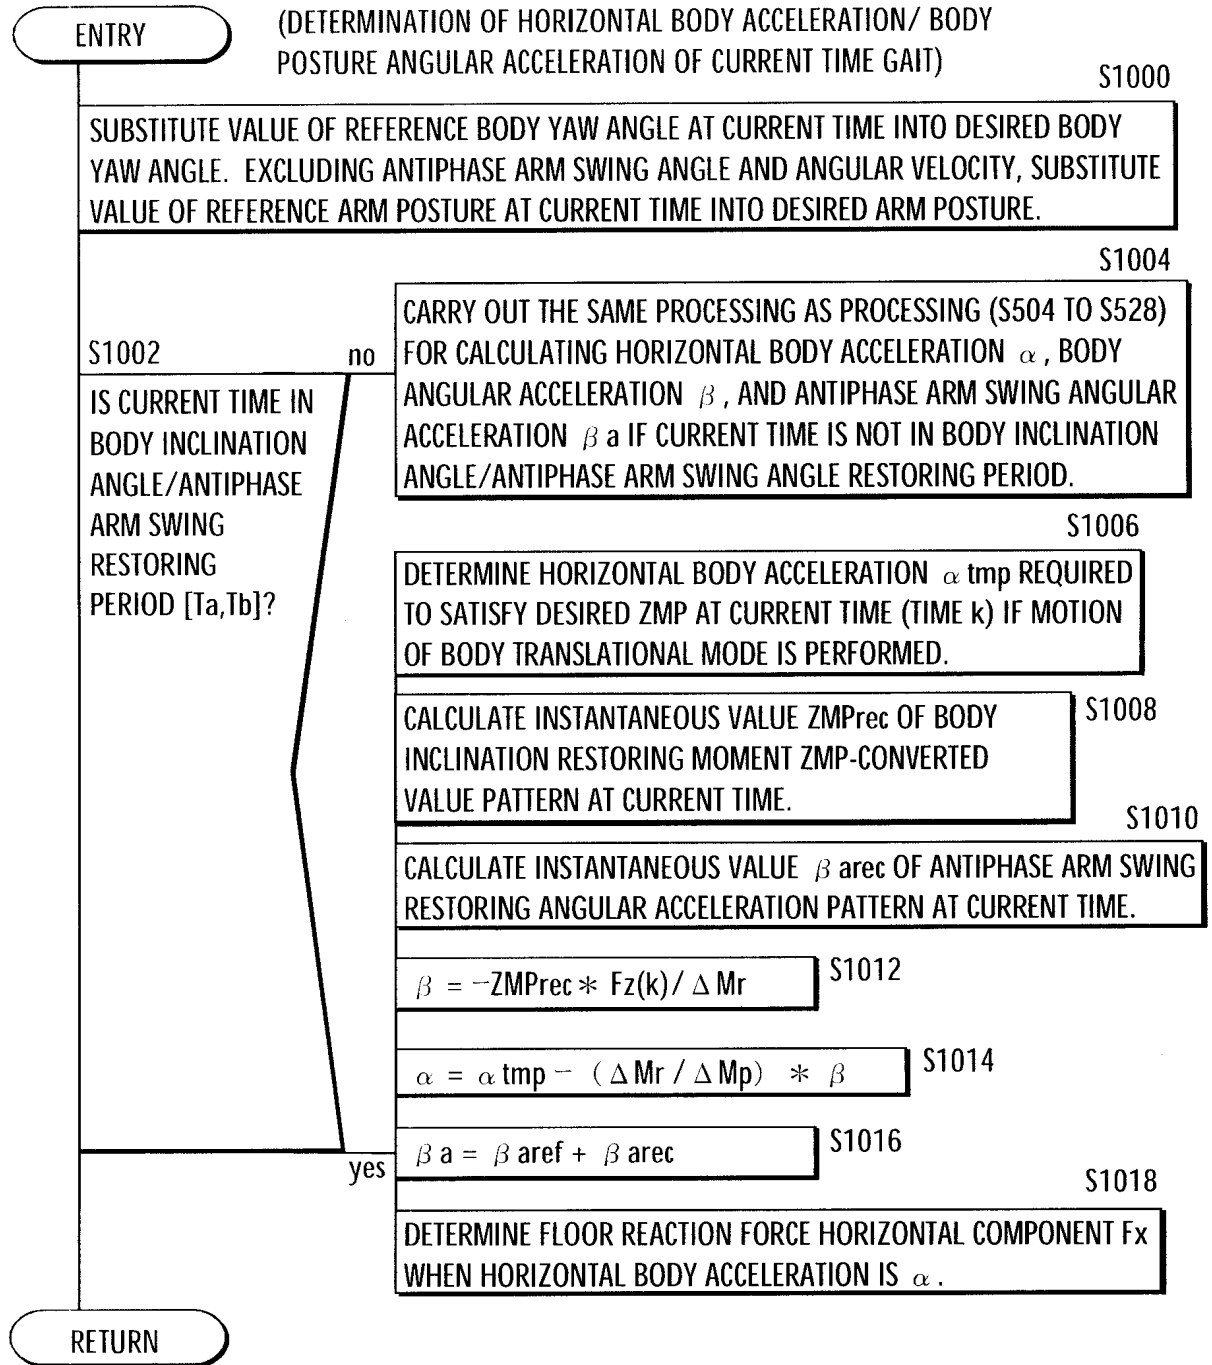 ENTRY
(DETERMINATION OF HORIZONTAL BODY ACCELERATION/ BODY
POSTURE ANGULAR ACCELERATION OF CURRENT TIME GAIT)
S1000
SUBSTITUTE VALUE OF REFERENCE BODY YAW ANGLE AT CURRENT TIME INTO DESIRED BODY
YAW ANGLE. EXCLUDING ANTIPHASE ARM SWING ANGLE AND ANGULAR VELOCITY, SUBSTITUTE
VALUE OF REFERENCE ARM POSTURE AT CURRENT TIME INTO DESIRED ARM POSTURE.
S1002
IS CURRENT TIME IN
BODY INCLINATION
ANGLE/ANTIPHASE
ARM SWING
RESTORING
PERIOD [Ta,Tb]?
no
S1004
CARRY OUT THE SAME PROCESSING AS PROCESSING (S504 TO S528)
FOR CALCULATING HORIZONTAL BODY ACCELERATION α, BODY
ANGULAR ACCELERATION β, AND ANTIPHASE ARM SWING ANGULAR
ACCELERATION β a IF CURRENT TIME IS NOT IN BODY INCLINATION
ANGLE/ANTIPHASE ARM SWING ANGLE RESTORING PERIOD.
S1006
DETERMINE HORIZONTAL BODY ACCELERATION α tmp REQUIRED
TO SATISFY DESIRED ZMP AT CURRENT TIME (TIME k) IF MOTION
OF BODY TRANSLATIONAL MODE IS PERFORMED.
S1008
CALCULATE INSTANTANEOUS VALUE ZMPrec OF BODY
INCLINATION RESTORING MOMENT ZMP-CONVERTED
VALUE PATTERN AT CURRENT TIME.
S1010
CALCULATE INSTANTANEOUS VALUE β arec OF ANTIPHASE ARM SWING
RESTORING ANGULAR ACCELERATION PATTERN AT CURRENT TIME.
β = −ZMPrec * Fz(k) / Δ Mr
S1012
α = α tmp − (Δ Mr / Δ Mp) * β
S1014
β a = β aref + β arec
S1016
yes
S1018
DETERMINE FLOOR REACTION FORCE HORIZONTAL COMPONENT Fx
WHEN HORIZONTAL BODY ACCELERATION IS α.
RETURN